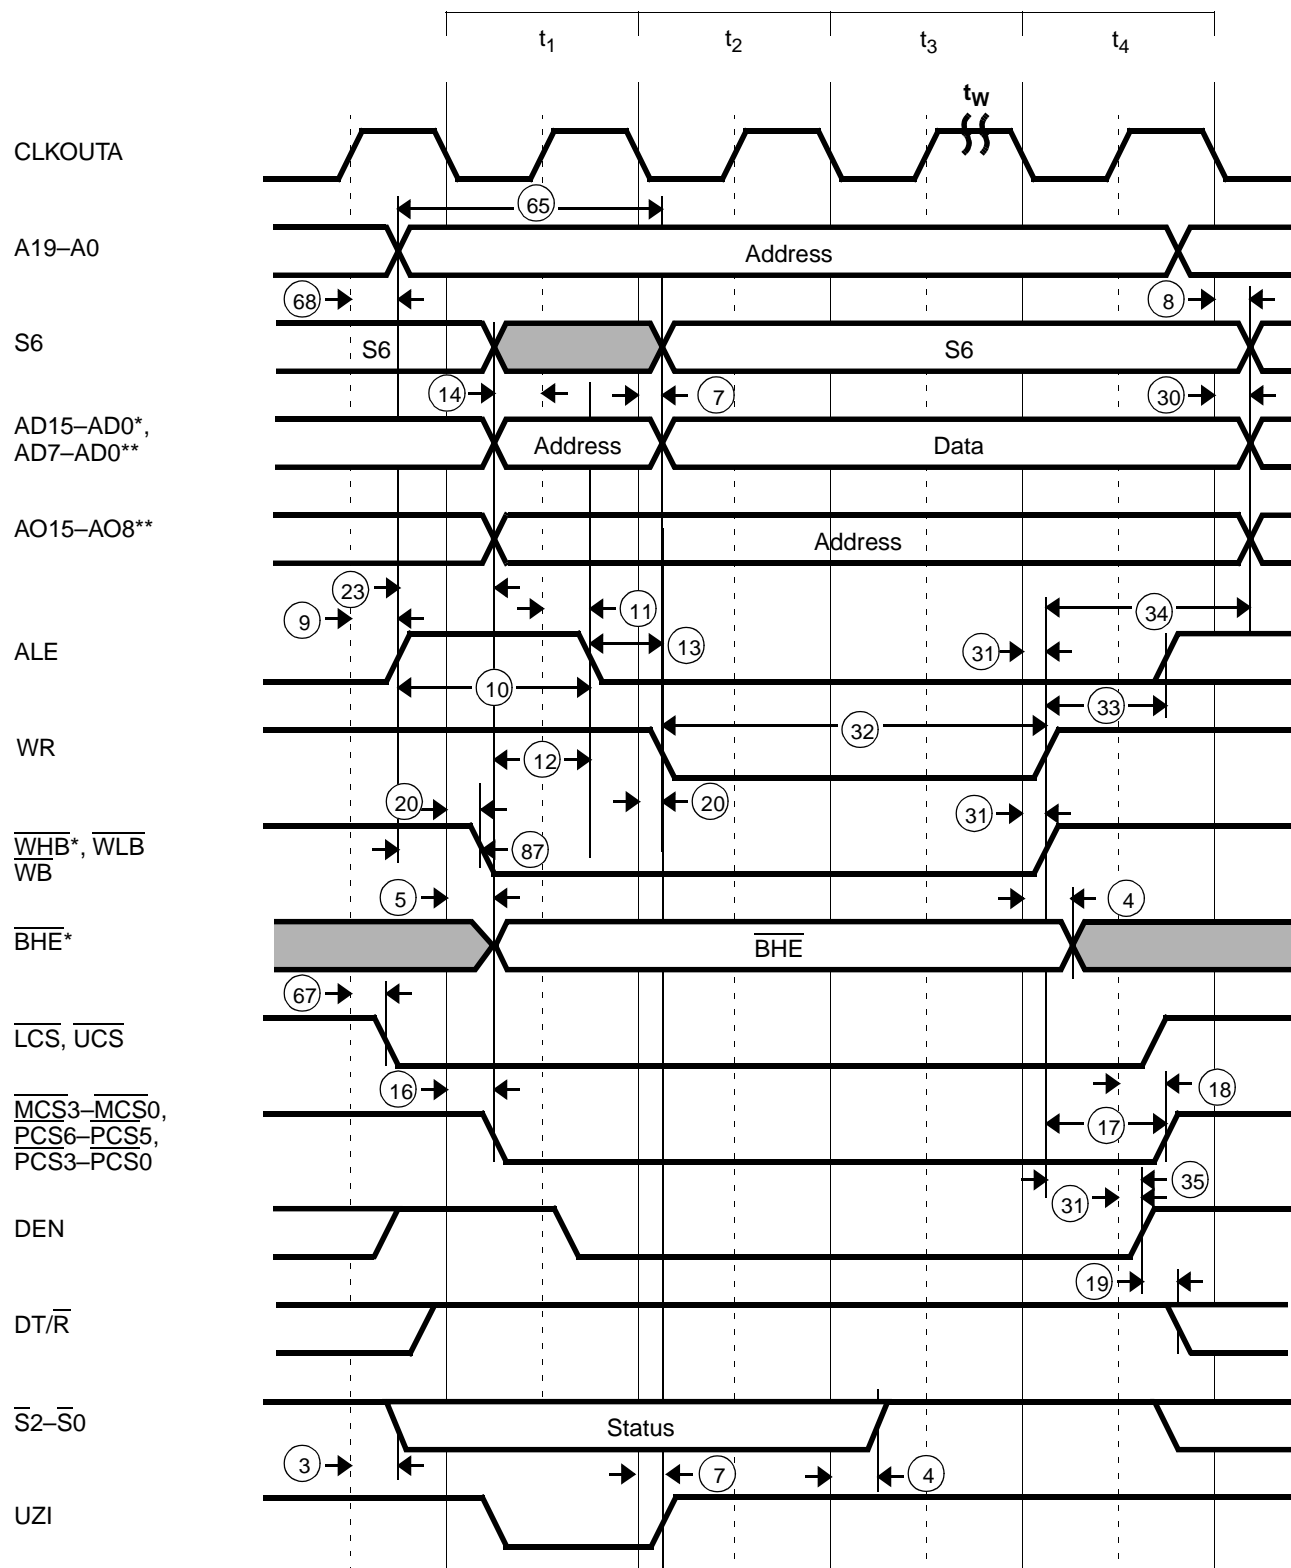 t1 t2 t3 t4
tW
CLKOUTA
65
A19–A0 Address
68 8
S6 S6 S6
14 7 30
AD15–AD0*,
AD7–AD0** Address Data
AO15–AO8** Address
23
9 11 34
ALE 13 31
10 33
WR 32
12
20 20 31
WHB*, WLB 87
WB
5 4
BHE* BHE
67
LCS, UCS
16 18
MCS3–MCS0, 17
PCS6–PCS5,
PCS3–PCS0
35
31
DEN
19
DT/R
S2–S0 Status
3 7 4
UZI